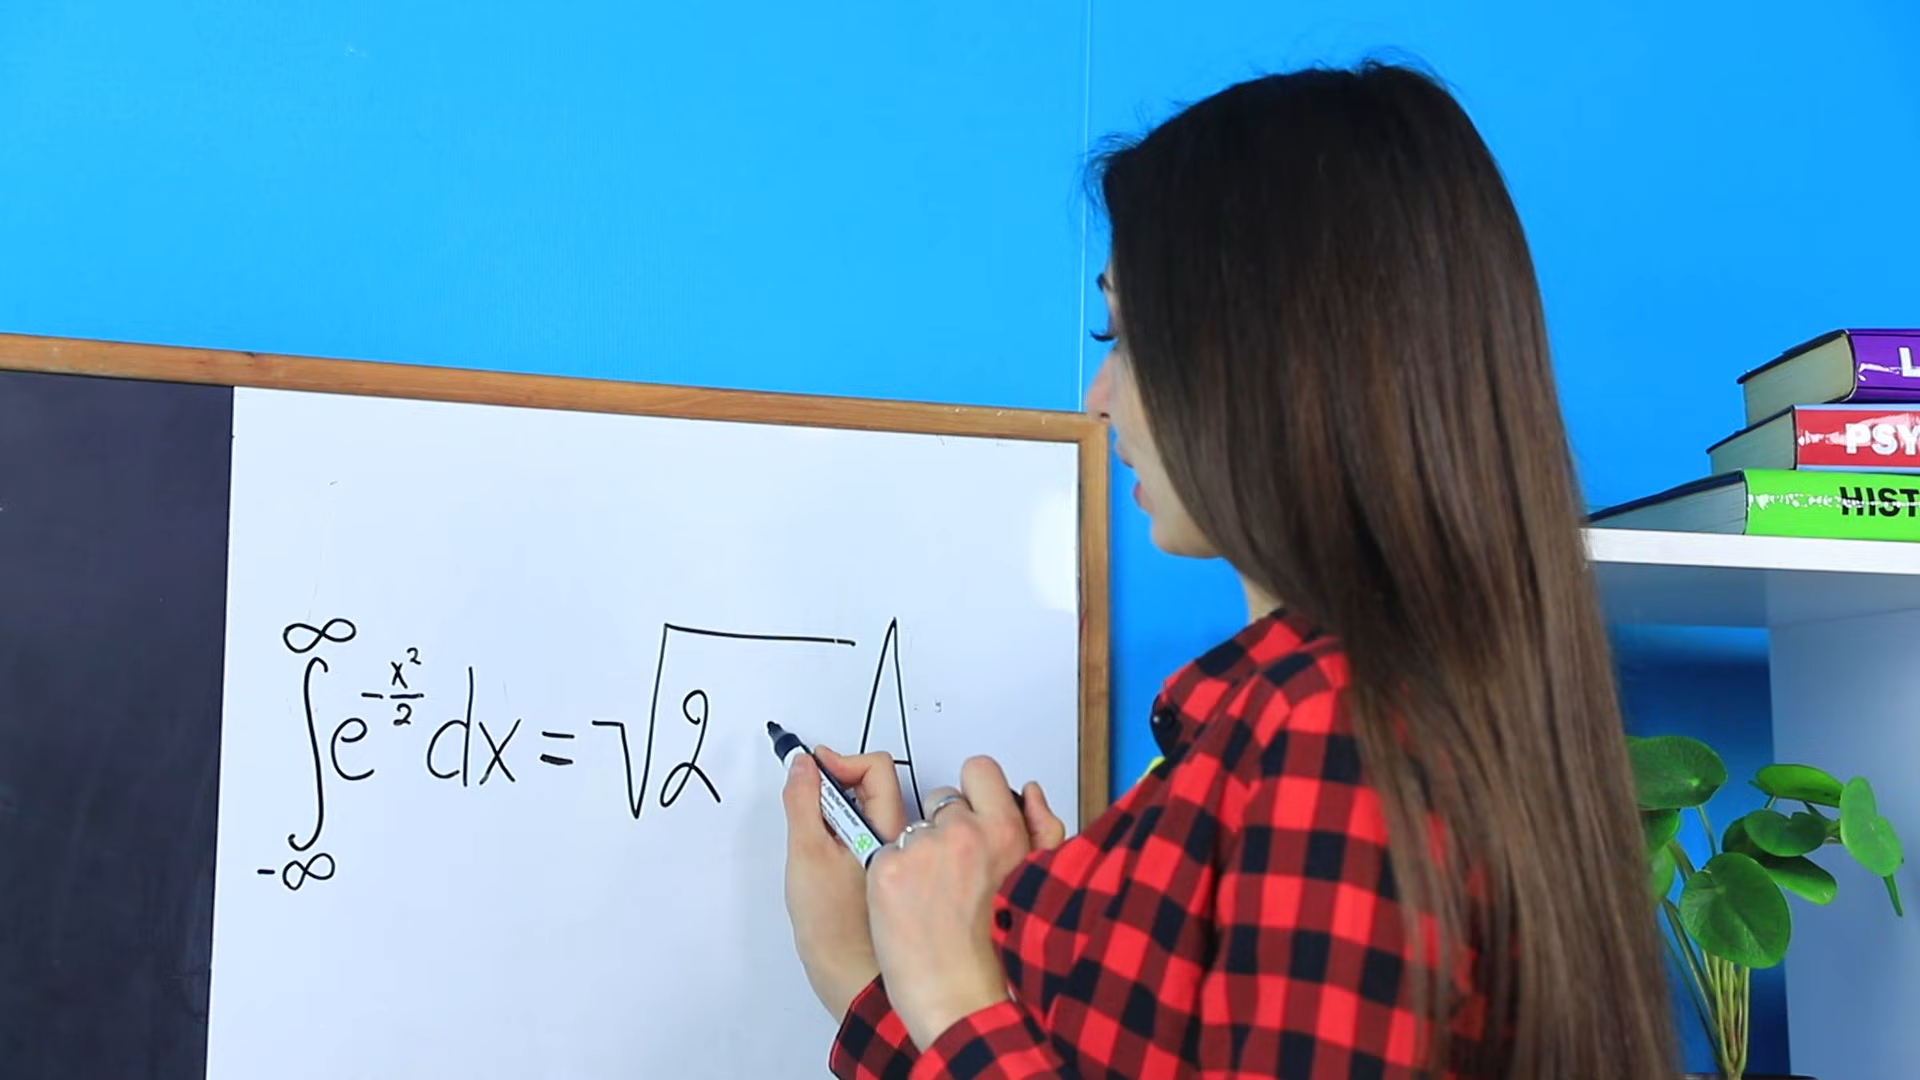 ∫_{-∞}^{∞} e^{-x²/2} dx = √2 A
L
PSY
HIST